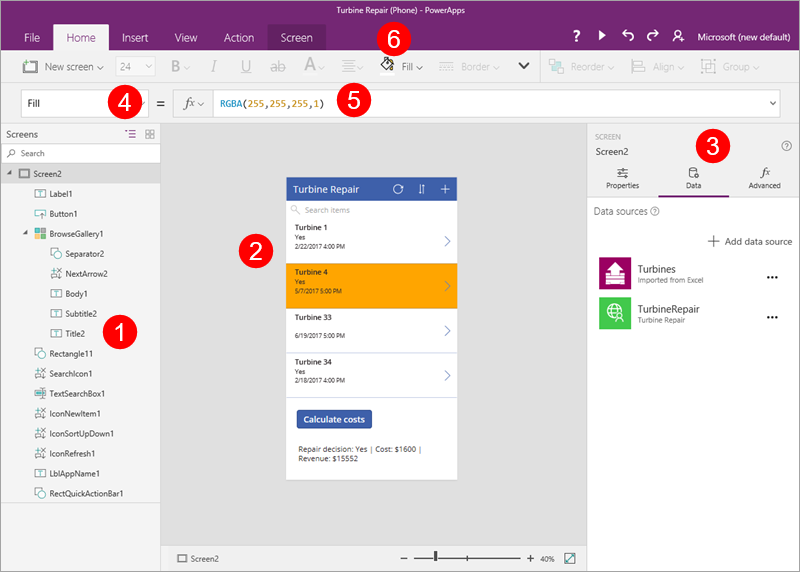 Turbine Repair (Phone) - PowerApps
File Home Insert View Action Screen
6
? Microsoft (new default)
New screen 24 B I U ab A Fill Border Reorder Align Group
Fill 4 = fx RGBA(255,255,255,1) 5
Screens
Search
Screen2
Label1
Button1
BrowseGallery1
Separator2
NextArrow2
Body1
Subtitle2
Title2
1
Rectangle11
SearchIcon1
TextSearchBox1
IconNewItem1
IconSortUpDown1
IconRefresh1
LblAppName1
RectQuickActionBar1
Turbine Repair
Search items
Turbine 1
Yes
2/22/2017 4:00 PM
2
Turbine 4
Yes
5/7/2017 5:00 PM
Turbine 33
6/19/2017 5:00 PM
Turbine 34
Yes
2/18/2017 4:00 PM
Calculate costs
Repair decision: Yes | Cost: $1600 |
Revenue: $15552
Screen2 40%
SCREEN
Screen2
3
?
Properties Data fx Advanced
Data sources ?
Add data source
Turbines
Imported from Excel
TurbineRepair
Turbine Repair